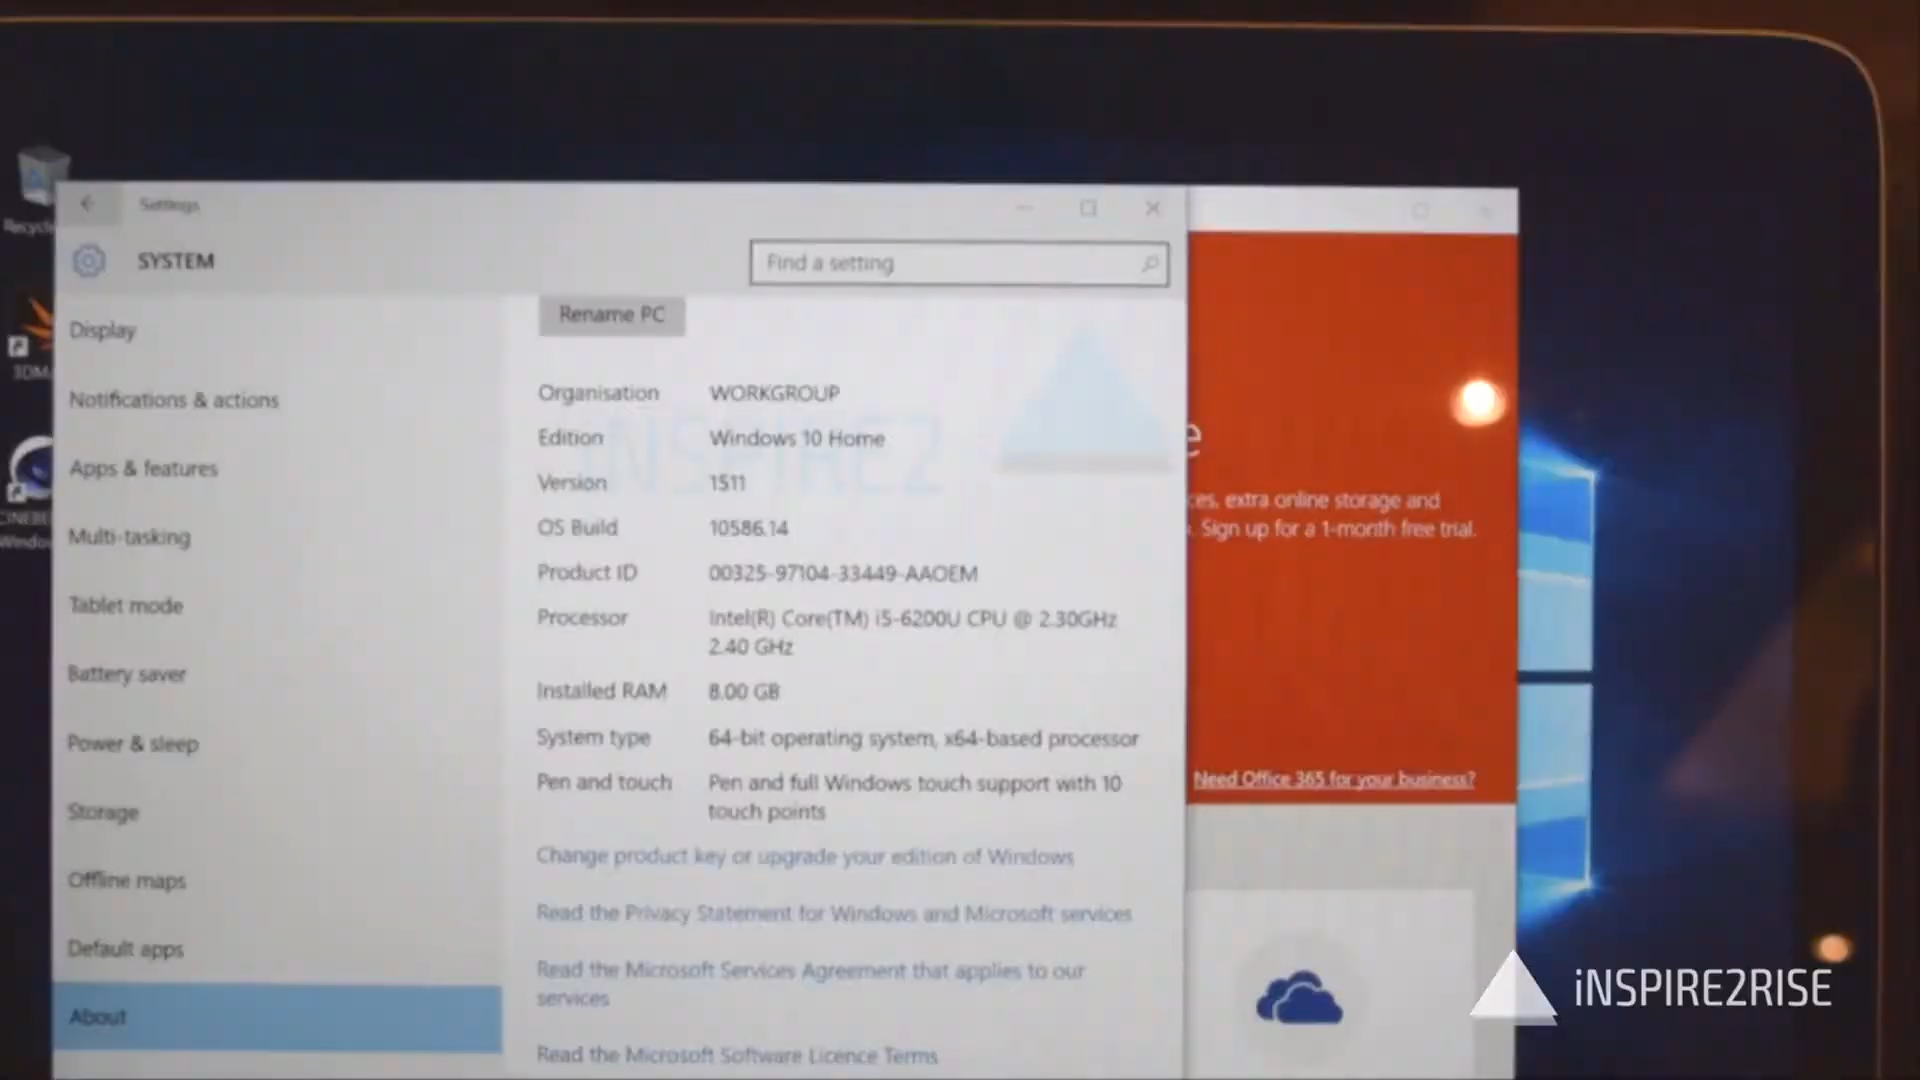 Settings
SYSTEM
Find a setting
Display
Notifications & actions
Apps & features
Multi-tasking
Tablet mode
Battery saver
Power & sleep
Storage
Offline maps
Default apps
About
Rename PC
Organisation WORKGROUP
Edition Windows 10 Home
Version 1511
OS Build 10586.14
Product ID 00325-97104-33449-AAOEM
Processor Intel(R) Core(TM) i5-6200U CPU @ 2.30GHz
2.40 GHz
Installed RAM 8.00 GB
System type 64-bit operating system, x64-based processor
Pen and touch Pen and full Windows touch support with 10
touch points
Change product key or upgrade your edition of Windows
Read the Privacy Statement for Windows and Microsoft services
Read the Microsoft Services Agreement that applies to our
services
Read the Microsoft Software Licence Terms
extra online storage and
Sign up for a 1-month free trial.
Need Office 365 for your business?
iNSPIRE2
iNSPIRE2RISE